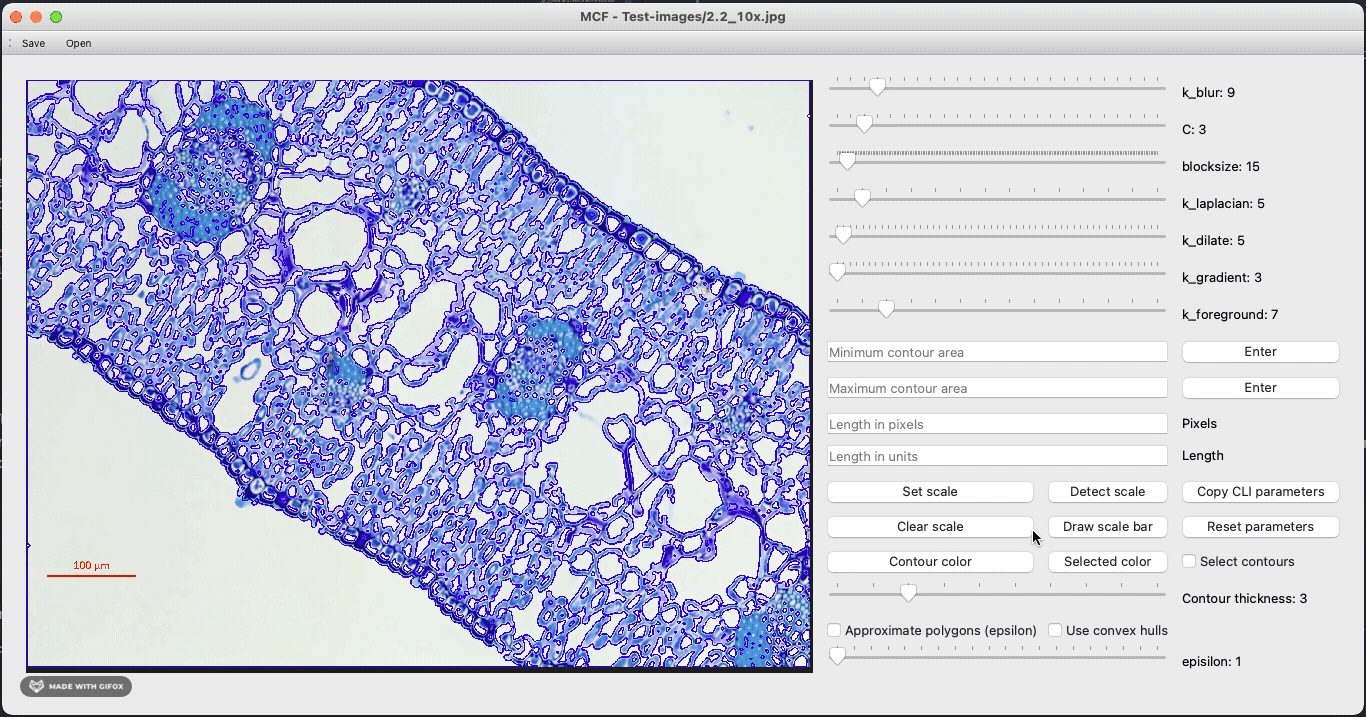 MCF - Test-images/2.2_10x.jpg
Save Open
k_blur: 9
C: 3
blocksize: 15
k_laplacian: 5
k_dilate: 5
k_gradient: 3
k_foreground: 7
Minimum contour area Enter
Maximum contour area Enter
Length in pixels Pixels
Length in units Length
Set scale Detect scale Copy CLI parameters
Clear scale Draw scale bar Reset parameters
Contour color Selected color Select contours
Contour thickness: 3
Approximate polygons (epsilon) Use convex hulls
episilon: 1
100 µm
MADE WITH GIFOX